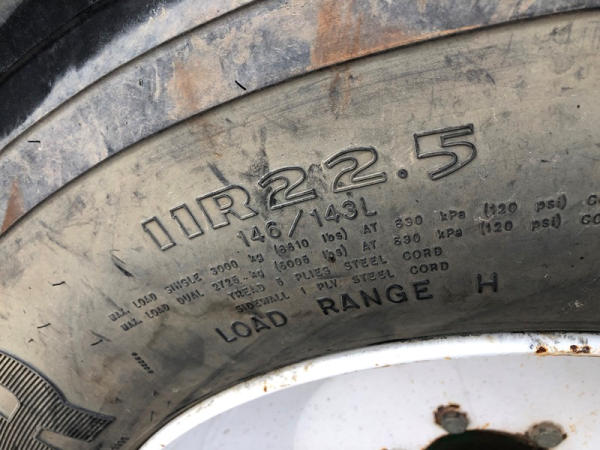 11R22.5
146/143L
MAX. LOAD SINGLE 3000 kg (6610 lbs) AT 830 kPa (120 psi) CO
MAX. LOAD DUAL 2725 kg (6005 lbs) AT 830 kPa (120 psi) CO
TREAD 5 PLIES STEEL CORD
SIDEWALL 1 PLY STEEL CORD
LOAD RANGE H